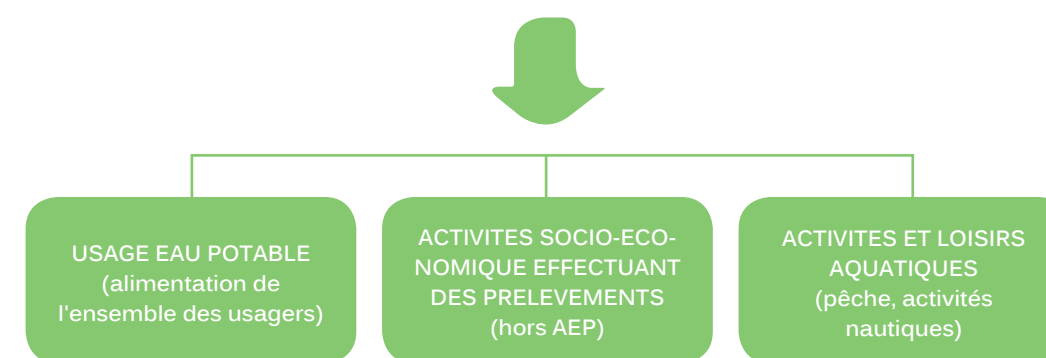 USAGE EAU POTABLE
(alimentation de
l'ensemble des usagers)
ACTIVITES SOCIO-ECO-
NOMIQUE EFFECTUANT
DES PRELEVEMENTS
(hors AEP)
ACTIVITES ET LOISIRS
AQUATIQUES
(pêche, activités
nautiques)